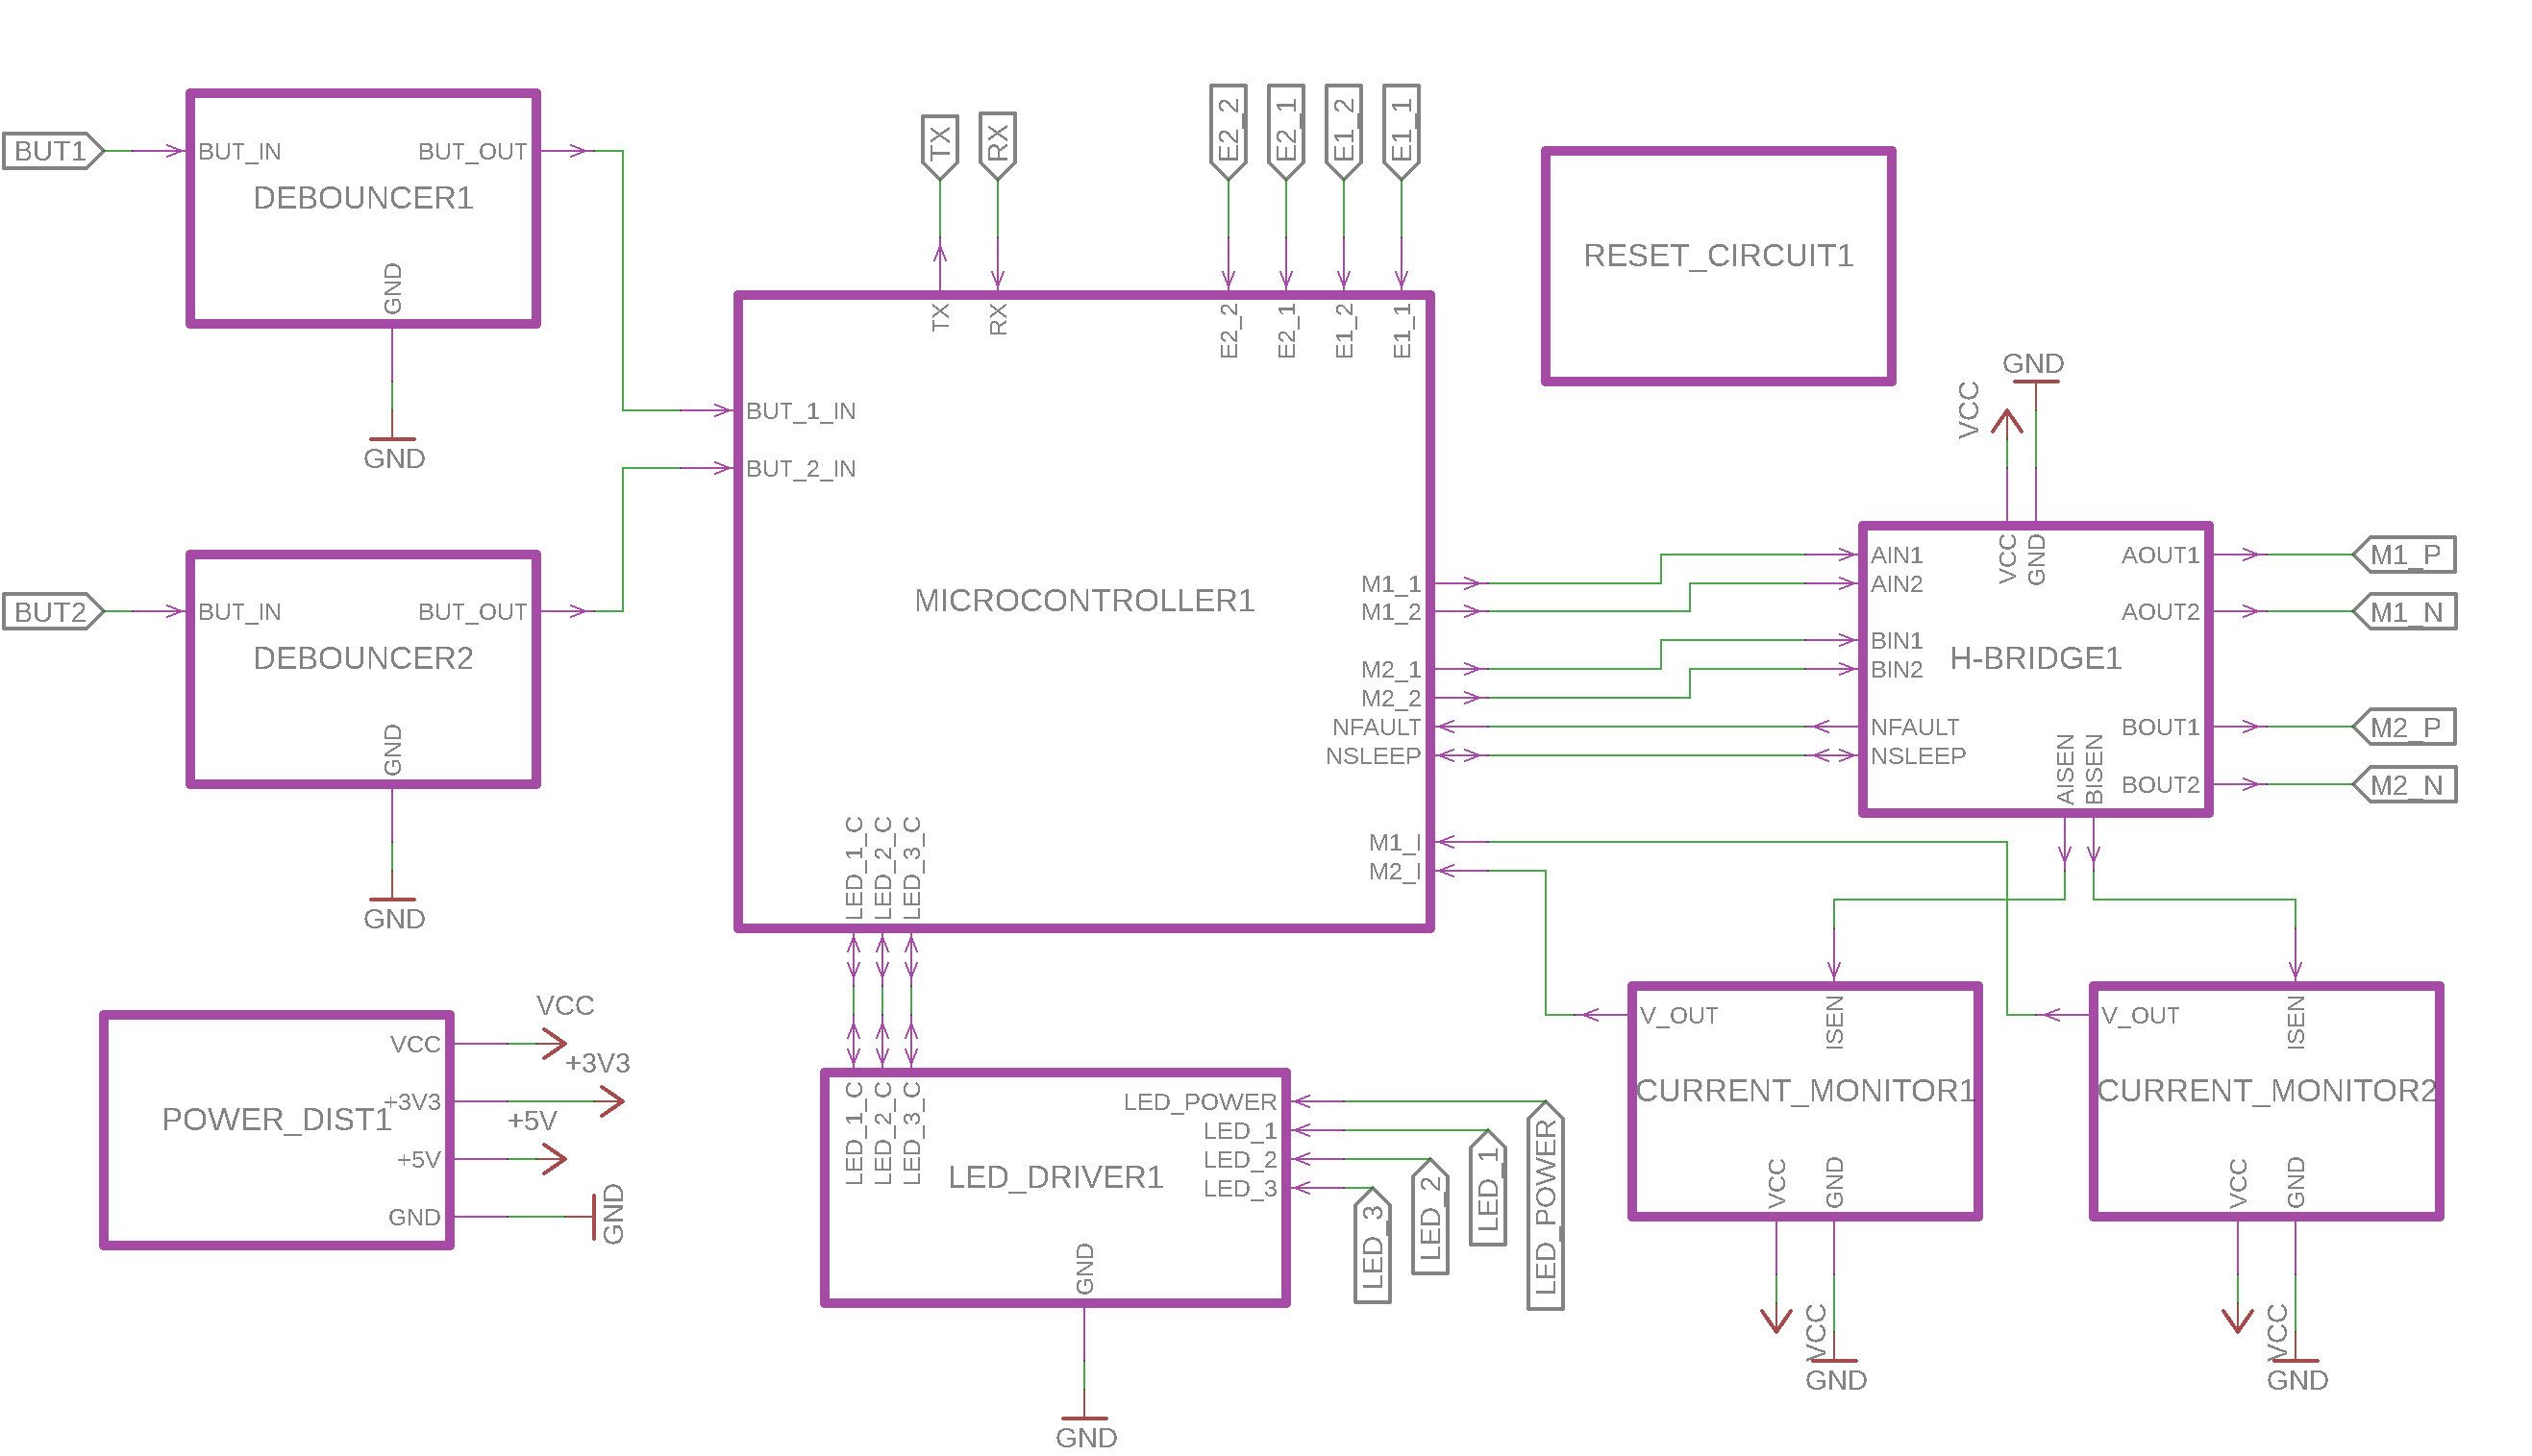 BUT1
BUT_IN
BUT_OUT
DEBOUNCER1
GND
GND
BUT2
BUT_IN
BUT_OUT
DEBOUNCER2
GND
GND
POWER_DIST1
VCC
+3V3
+5V
GND
VCC
+3V3
+5V
GND
TX
RX
E2_2
E2_1
E1_2
E1_1
TX
RX
E2_2
E2_1
E1_2
E1_1
BUT_1_IN
BUT_2_IN
MICROCONTROLLER1
M1_1
M1_2
M2_1
M2_2
NFAULT
NSLEEP
M1_I
M2_I
LED_1_C
LED_2_C
LED_3_C
LED_1_C
LED_2_C
LED_3_C
LED_DRIVER1
LED_POWER
LED_1
LED_2
LED_3
GND
GND
LED_3
LED_2
LED_1
LED_POWER
RESET_CIRCUIT1
VCC
GND
VCC
GND
AIN1
AIN2
BIN1
BIN2
NFAULT
NSLEEP
H-BRIDGE1
AOUT1
AOUT2
BOUT1
BOUT2
AISEN
BISEN
M1_P
M1_N
M2_P
M2_N
V_OUT
ISEN
CURRENT_MONITOR1
VCC
GND
VCC
GND
V_OUT
ISEN
CURRENT_MONITOR2
VCC
GND
VCC
GND